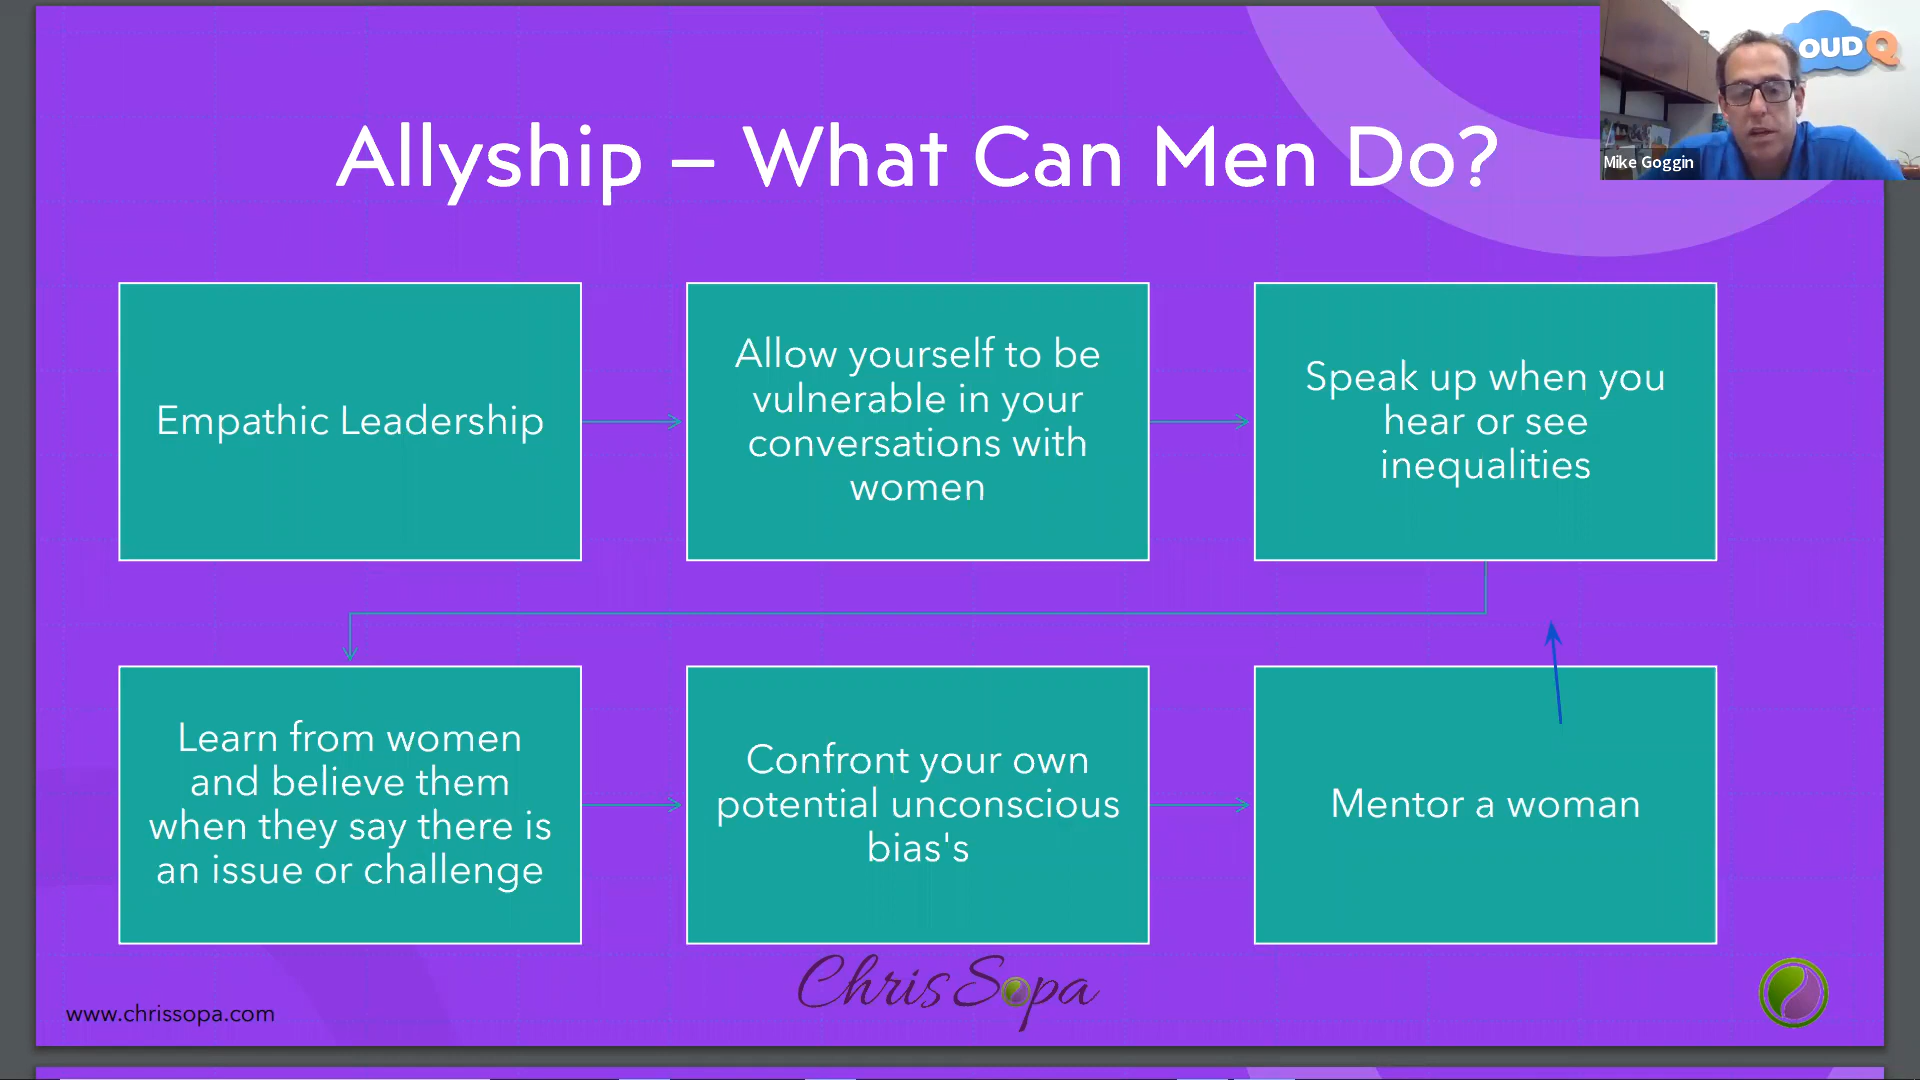 Allyship – What Can Men Do?
OUDQ
Mike Goggin
Empathic Leadership
Allow yourself to be
vulnerable in your
conversations with
women
Speak up when you
hear or see
inequalities
Learn from women
and believe them
when they say there is
an issue or challenge
Confront your own
potential unconscious
bias's
Mentor a woman
Chris Sopa
www.chrissopa.com